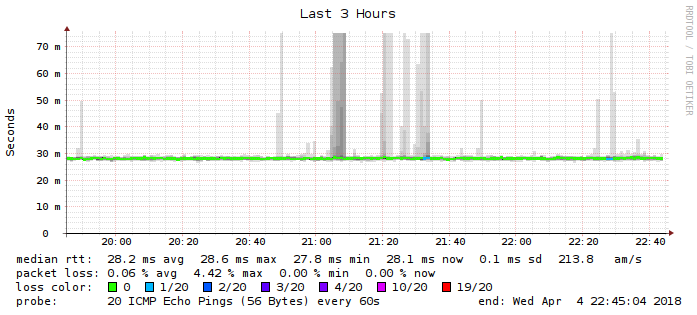 Last 3 Hours
RRDTOOL / TOBI OETIKER
Seconds
70 m
60 m
50 m
40 m
30 m
20 m
10 m
0
20:00 20:20 20:40 21:00 21:20 21:40 22:00 22:20 22:40
median rtt: 28.2 ms avg 28.6 ms max 27.8 ms min 28.1 ms now 0.1 ms sd 213.8 am/s
packet loss: 0.06 % avg 4.42 % max 0.00 % min 0.00 % now
loss color: 0 1/20 2/20 3/20 4/20 10/20 19/20
probe: 20 ICMP Echo Pings (56 Bytes) every 60s end: Wed Apr 4 22:45:04 2018